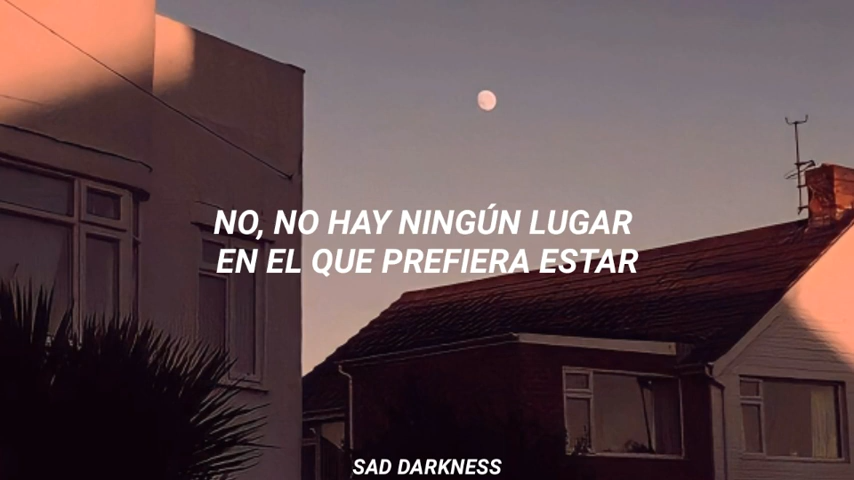 NO, NO HAY NINGÚN LUGAR
EN EL QUE PREFIERA ESTAR
SAD DARKNESS